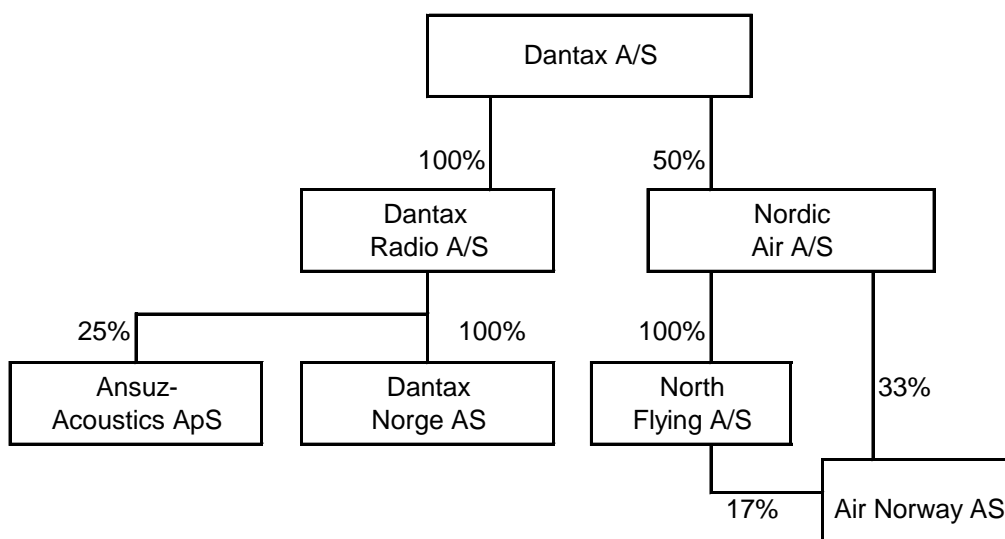 Dantax A/S
100%
50%
Dantax
Radio A/S
Nordic
Air A/S
25%
100%
100%
33%
Ansuz-
Acoustics ApS
Dantax
Norge AS
North
Flying A/S
17%
Air Norway AS